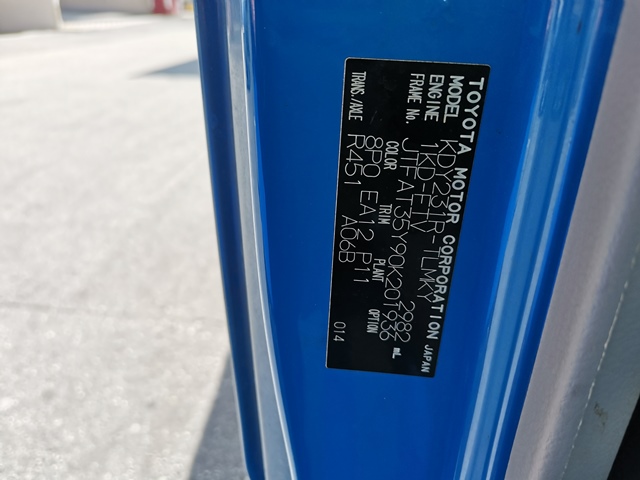 TOYOTA MOTOR CORPORATION JAPAN
MODEL KDY231R-TLMKY
ENGINE 1KD-FTV 2982 mL
FRAME No. JTFAT35Y90K201936
COLOR TRIM PLANT OPTION
8P0 EA12 P11
TRANS./AXLE R451 A06B 014